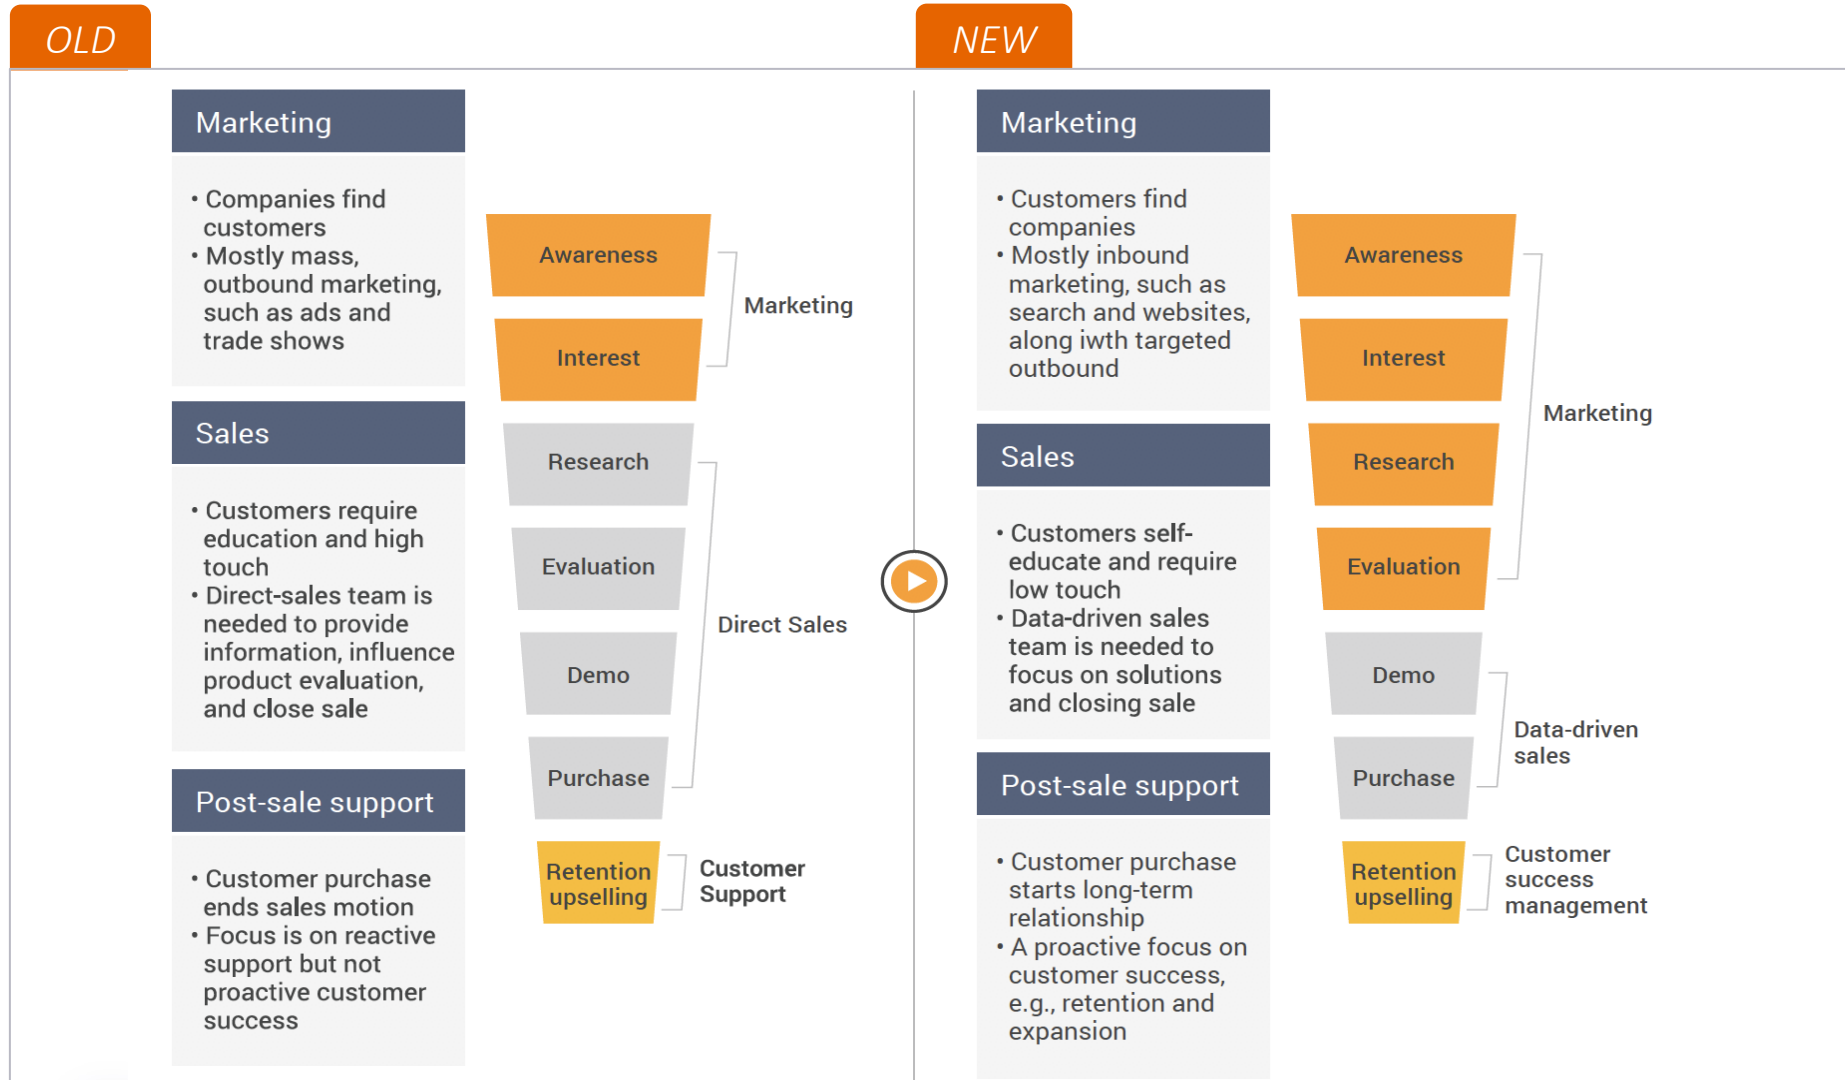 OLD
Marketing
• Companies find
customers
• Mostly mass,
outbound marketing,
such as ads and
trade shows
Sales
• Customers require
education and high
touch
• Direct-sales team is
needed to provide
information, influence
product evaluation,
and close sale
Post-sale support
• Customer purchase
ends sales motion
• Focus is on reactive
support but not
proactive customer
success
Awareness
Interest
Research
Evaluation
Demo
Purchase
Retention
upselling
Marketing
Direct Sales
Customer
Support
NEW
Marketing
• Customers find
companies
• Mostly inbound
marketing, such as
search and websites,
along iwth targeted
outbound
Sales
• Customers self-
educate and require
low touch
• Data-driven sales
team is needed to
focus on solutions
and closing sale
Post-sale support
• Customer purchase
starts long-term
relationship
• A proactive focus on
customer success,
e.g., retention and
expansion
Awareness
Interest
Research
Evaluation
Demo
Purchase
Retention
upselling
Marketing
Data-driven
sales
Customer
success
management